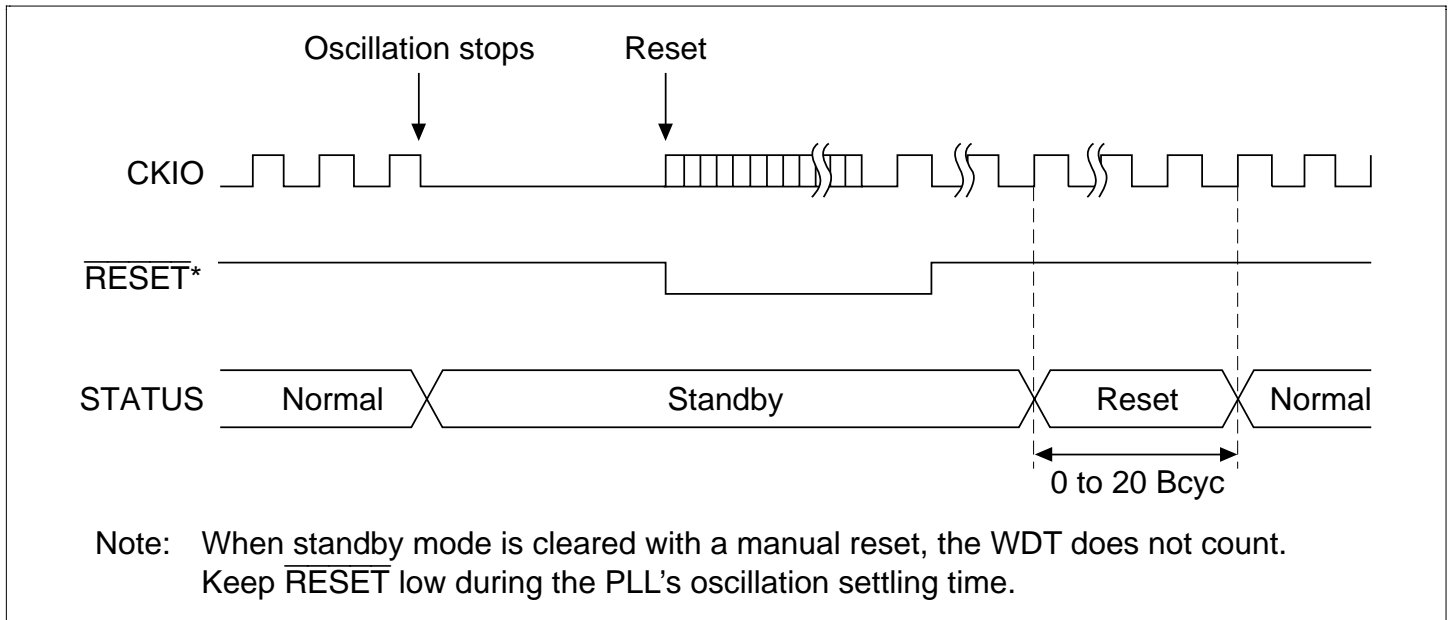 Oscillation stops Reset
CKIO
RESET*
STATUS Normal Standby Reset Normal
0 to 20 Bcyc
Note: When standby mode is cleared with a manual reset, the WDT does not count.
Keep RESET low during the PLL's oscillation settling time.